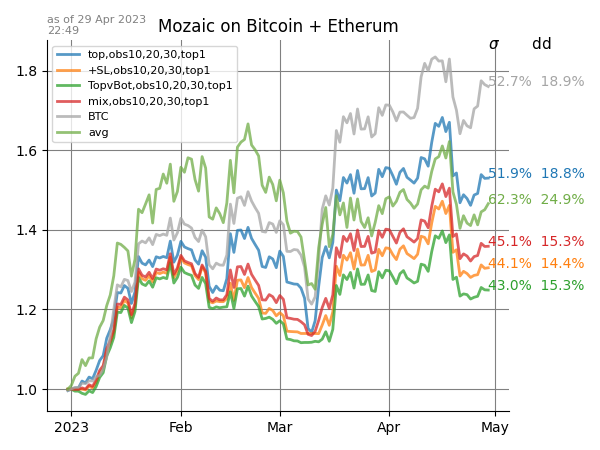 as of 29 Apr 2023
22:49
Mozaic on Bitcoin + Etherum
σ dd
top,obs10,20,30,top1
+SL,obs10,20,30,top1
TopvBot,obs10,20,30,top1
mix,obs10,20,30,top1
BTC
avg
1.8
1.6
1.4
1.2
1.0
52.7% 18.9%
51.9% 18.8%
62.3% 24.9%
45.1% 15.3%
44.1% 14.4%
43.0% 15.3%
2023 Feb Mar Apr May